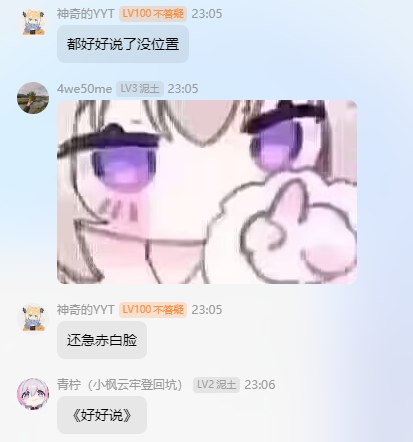 神奇的YYT LV100 不答疑 23:05
都好好说了没位置
4we50me LV3 泥土 23:05
神奇的YYT LV100 不答疑 23:05
还急赤白脸
青柠（小枫云牢登回坑） LV2 泥土 23:06
《好好说》